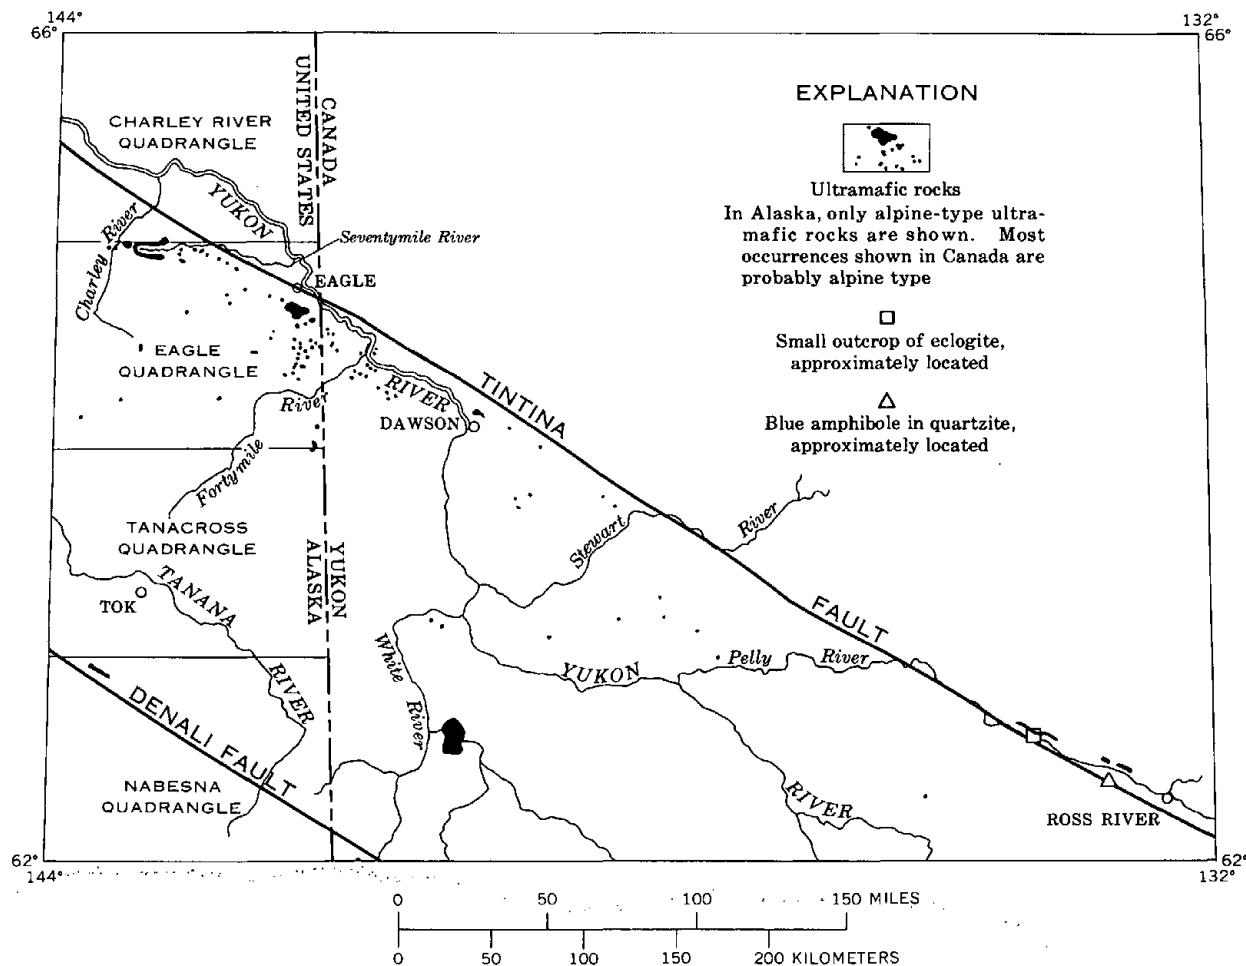 144°
132°
66°
66°
EXPLANATION
Ultramafic rocks
In Alaska, only alpine-type ultra-
mafic rocks are shown. Most
occurrences shown in Canada are
probably alpine type
Small outcrop of eclogite,
approximately located
Blue amphibole in quartzite,
approximately located
UNITED STATES
CANADA
CHARLEY RIVER
QUADRANGLE
YUKON
Charley River
Seventymile River
EAGLE
EAGLE
QUADRANGLE
RIVER
River
DAWSON
TINTINA
Fortymile
TANACROSS
QUADRANGLE
Stewart
River
ALASKA
YUKON
TANANA
TOK
FAULT
White
River
YUKON
Pelly River
RIVER
DENALI FAULT
NABESNA
QUADRANGLE
RIVER
ROSS RIVER
62°
62°
144°
132°
0 50 100 150 MILES
0 50 100 150 200 KILOMETERS